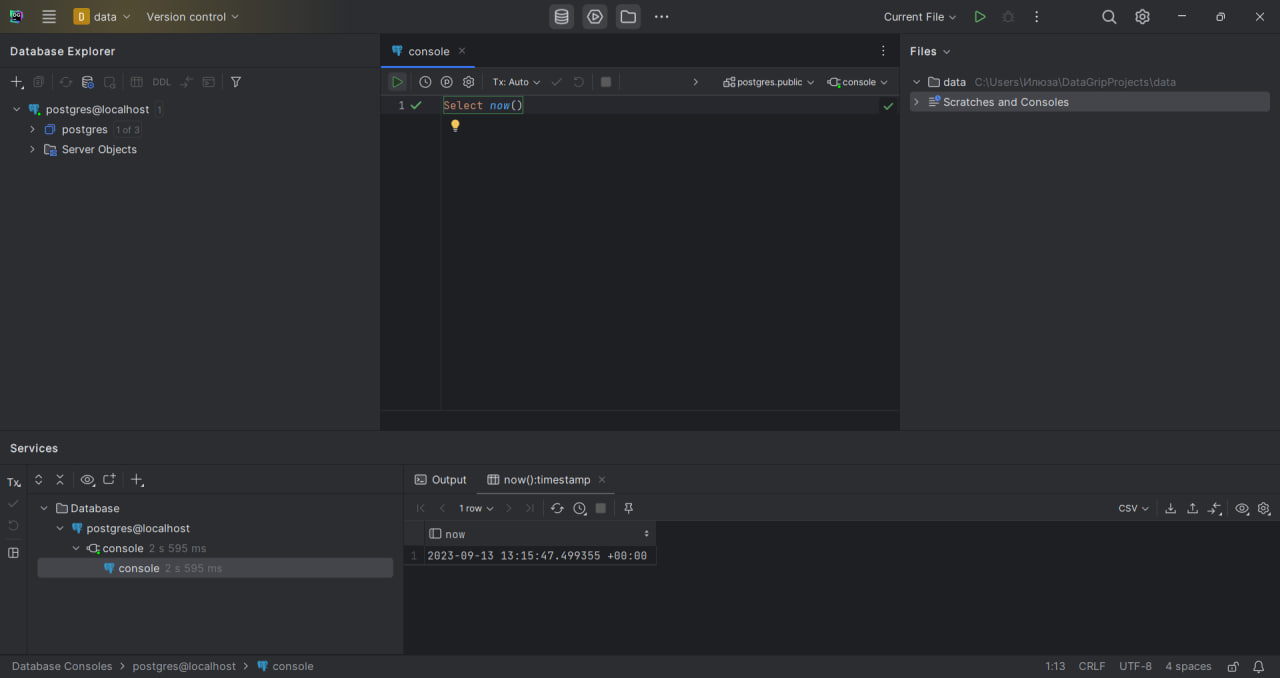 D data Version control Current File
Database Explorer
DDL
postgres@localhost 1
postgres 1 of 3
Server Objects
console
Tx: Auto postgres.public console
1 Select now()
Files
data C:\Users\Илюза\DataGripProjects\data
Scratches and Consoles
Services
Tx
Database
postgres@localhost
console 2 s 595 ms
console 2 s 595 ms
Output now():timestamp
1 row CSV
now
1 2023-09-13 13:15:47.499355 +00:00
Database Consoles postgres@localhost console 1:13 CRLF UTF-8 4 spaces